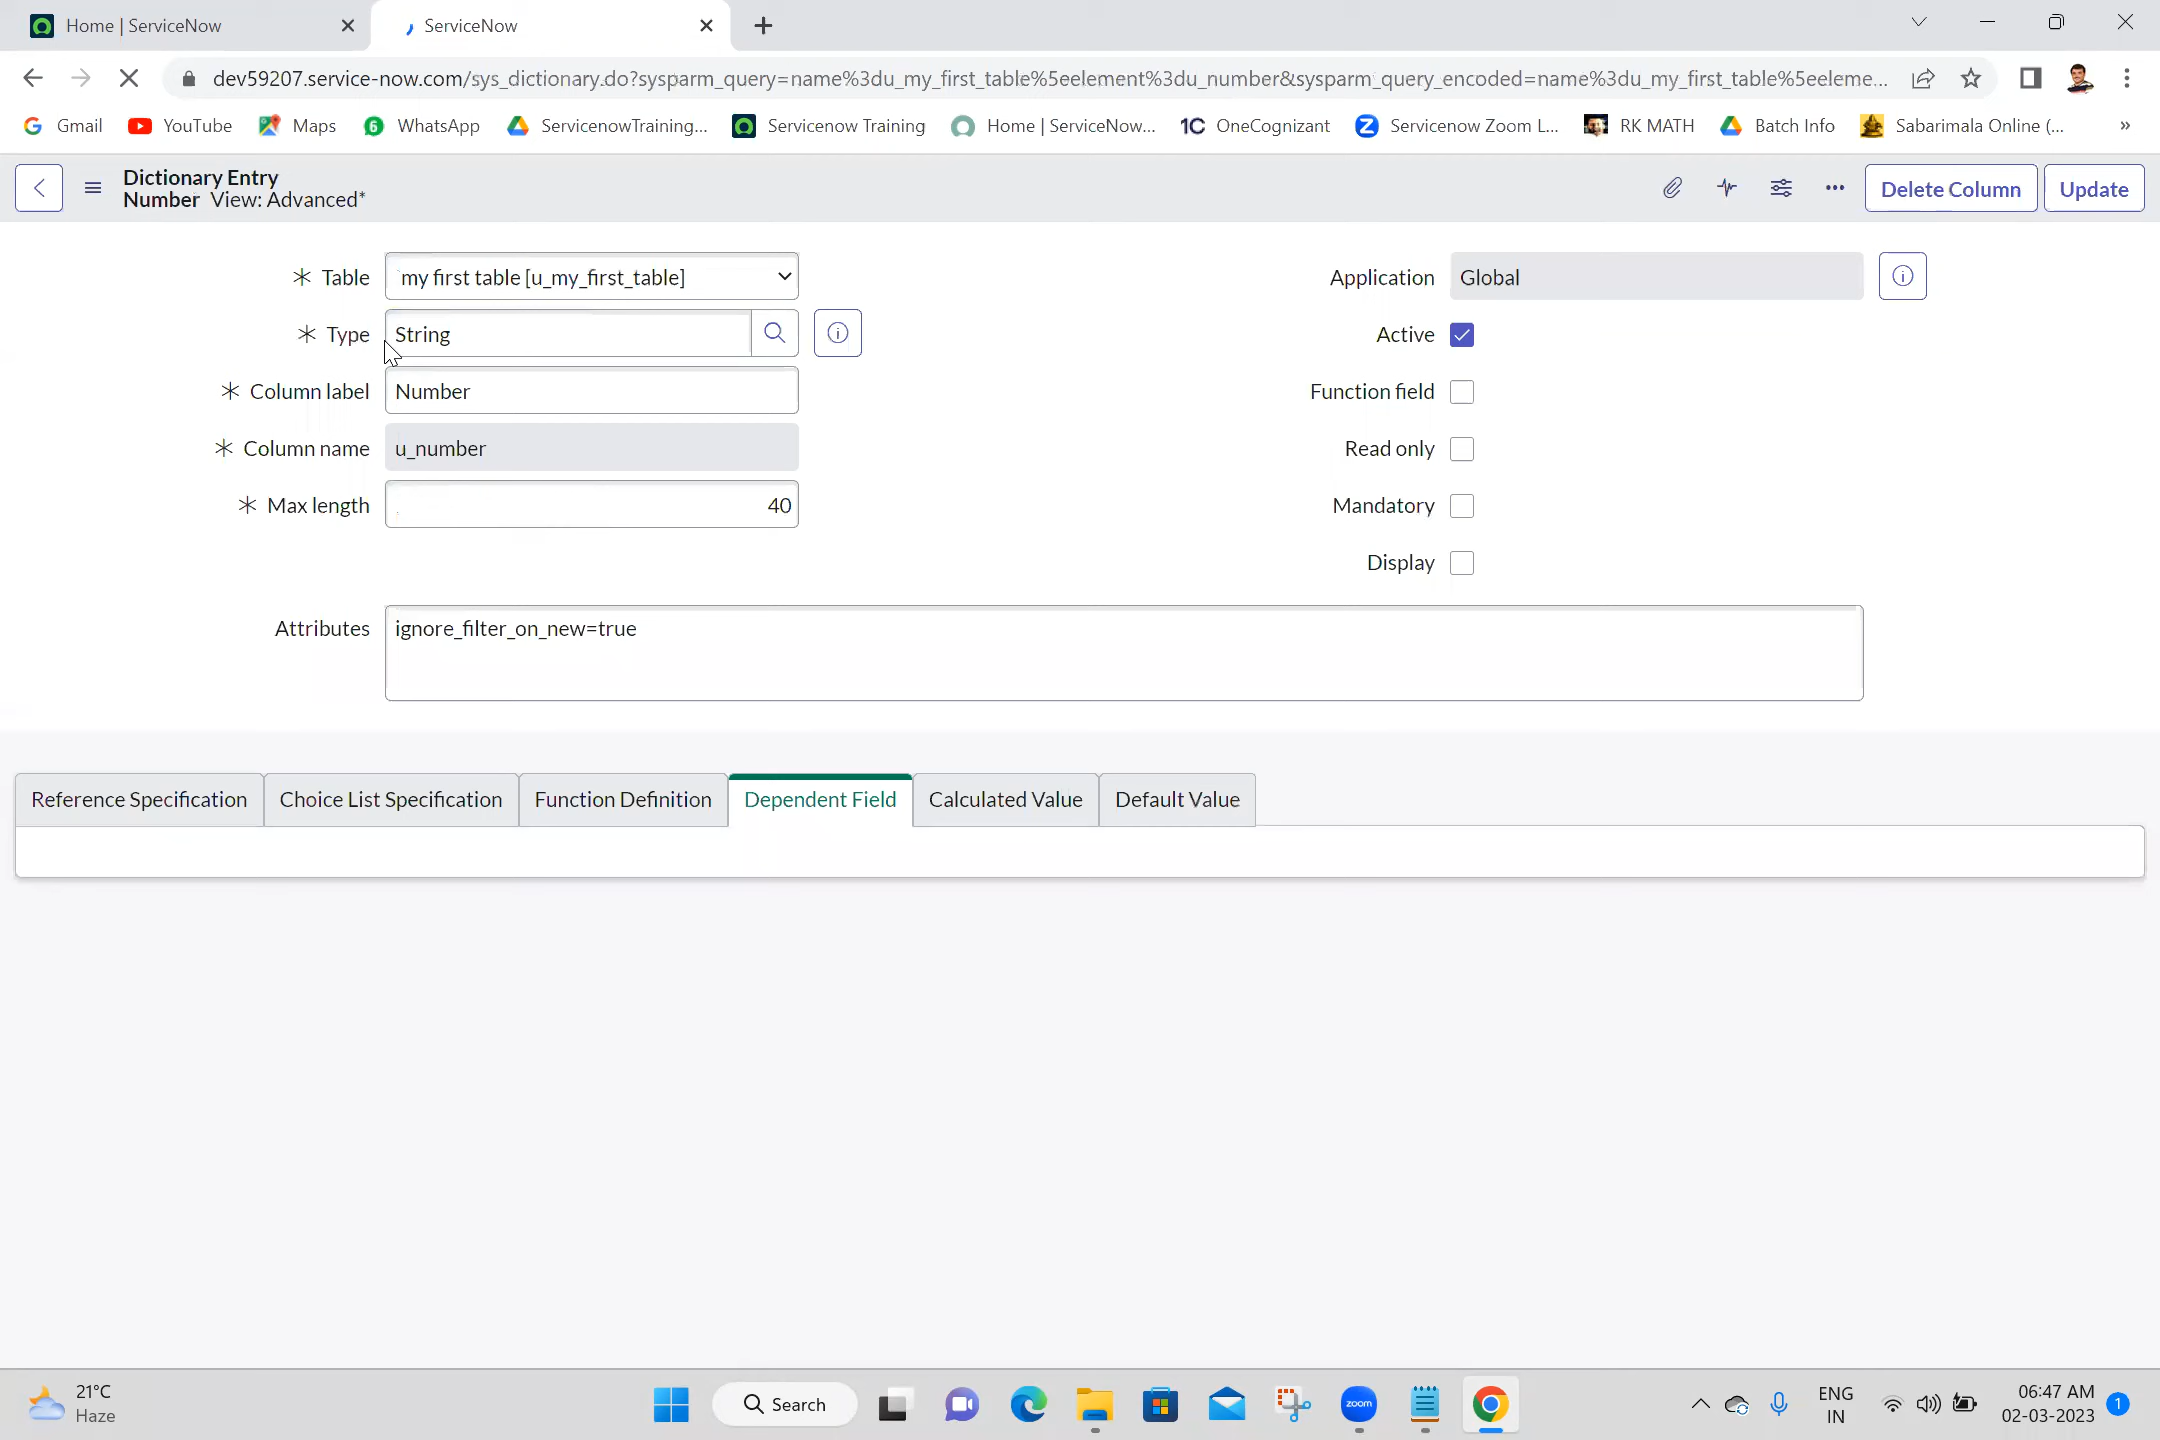 Home | ServiceNow
ServiceNow
dev59207.service-now.com/sys_dictionary.do?sysparm_query=name%3du_my_first_table%5eelement%3du_number&sysparm_query_encoded=name%3du_my_first_table%5eeleme...
Gmail YouTube Maps 6 WhatsApp ServicenowTraining... Servicenow Training Home | ServiceNow... 1C OneCognizant Z Servicenow Zoom L... RK MATH Batch Info Sabarimala Online (... »
Dictionary Entry
Number View: Advanced*
Delete Column
Update
* Table my first table [u_my_first_table]
* Type String
* Column label Number
* Column name u_number
* Max length 40
Application Global
Active
Function field
Read only
Mandatory
Display
Attributes ignore_filter_on_new=true
Reference Specification Choice List Specification Function Definition Dependent Field Calculated Value Default Value
21°C
Haze
Search
zoom
ENG
IN
06:47 AM
02-03-2023
1